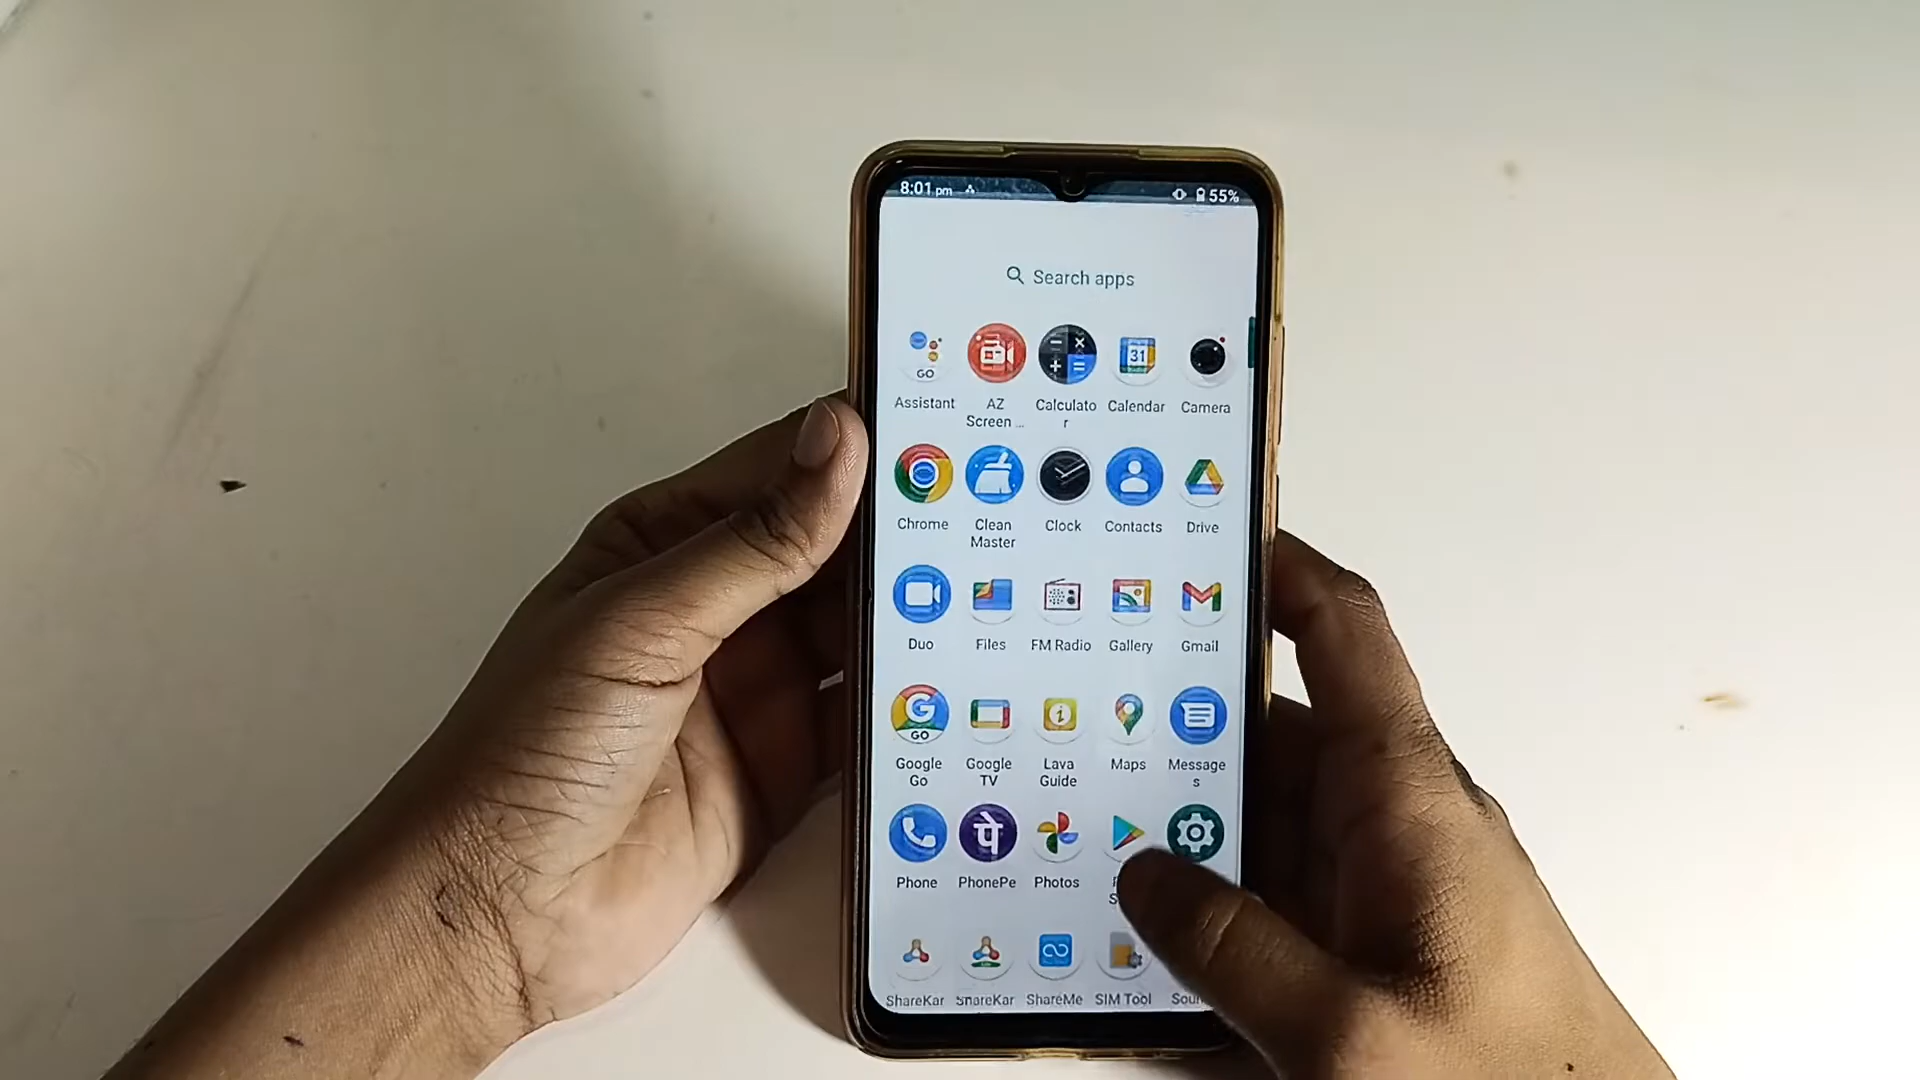 8:01 pm 55%
Search apps
31
GO
Assistant AZ Calculato Calendar Camera
Screen ... r
Chrome Clean Clock Contacts Drive
Master
Duo Files FM Radio Gallery Gmail
G
GO
Google Google Lava Maps Message
Go TV Guide s
पे
Phone PhonePe Photos
ShareKar ShareKar ShareMe SIM Tool Soun